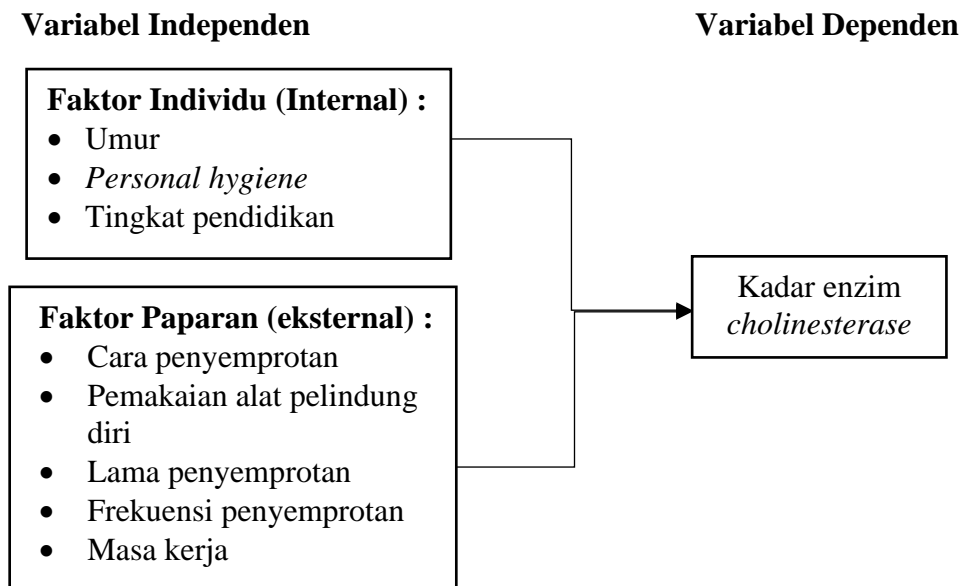 Variabel Independen
Variabel Dependen
Faktor Individu (Internal) :
• Umur
• Personal hygiene
• Tingkat pendidikan
Faktor Paparan (eksternal) :
• Cara penyemprotan
• Pemakaian alat pelindung
diri
• Lama penyemprotan
• Frekuensi penyemprotan
• Masa kerja
Kadar enzim
cholinesterase